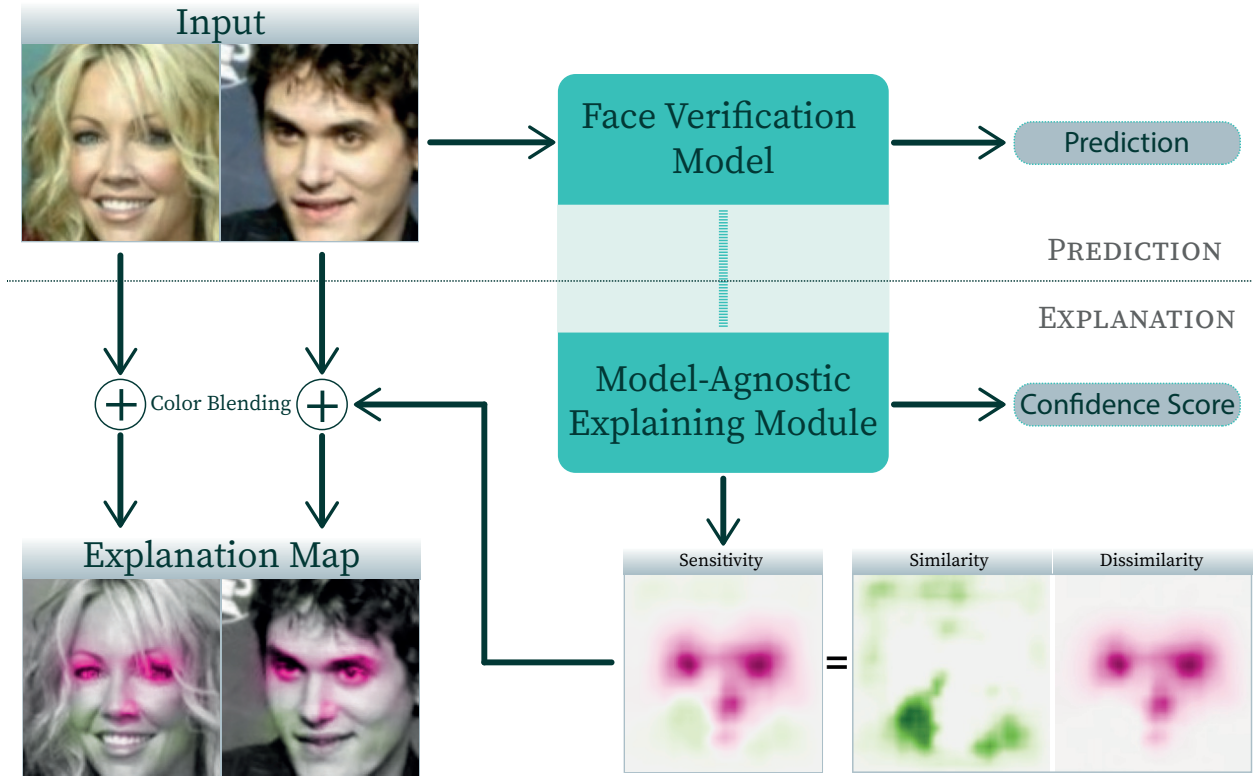 Input
Face Verification
Model
Prediction
PREDICTION
EXPLANATION
Color Blending
Model-Agnostic
Explaining Module
Confidence Score
Explanation Map
Sensitivity
Similarity
Dissimilarity
+
+
=